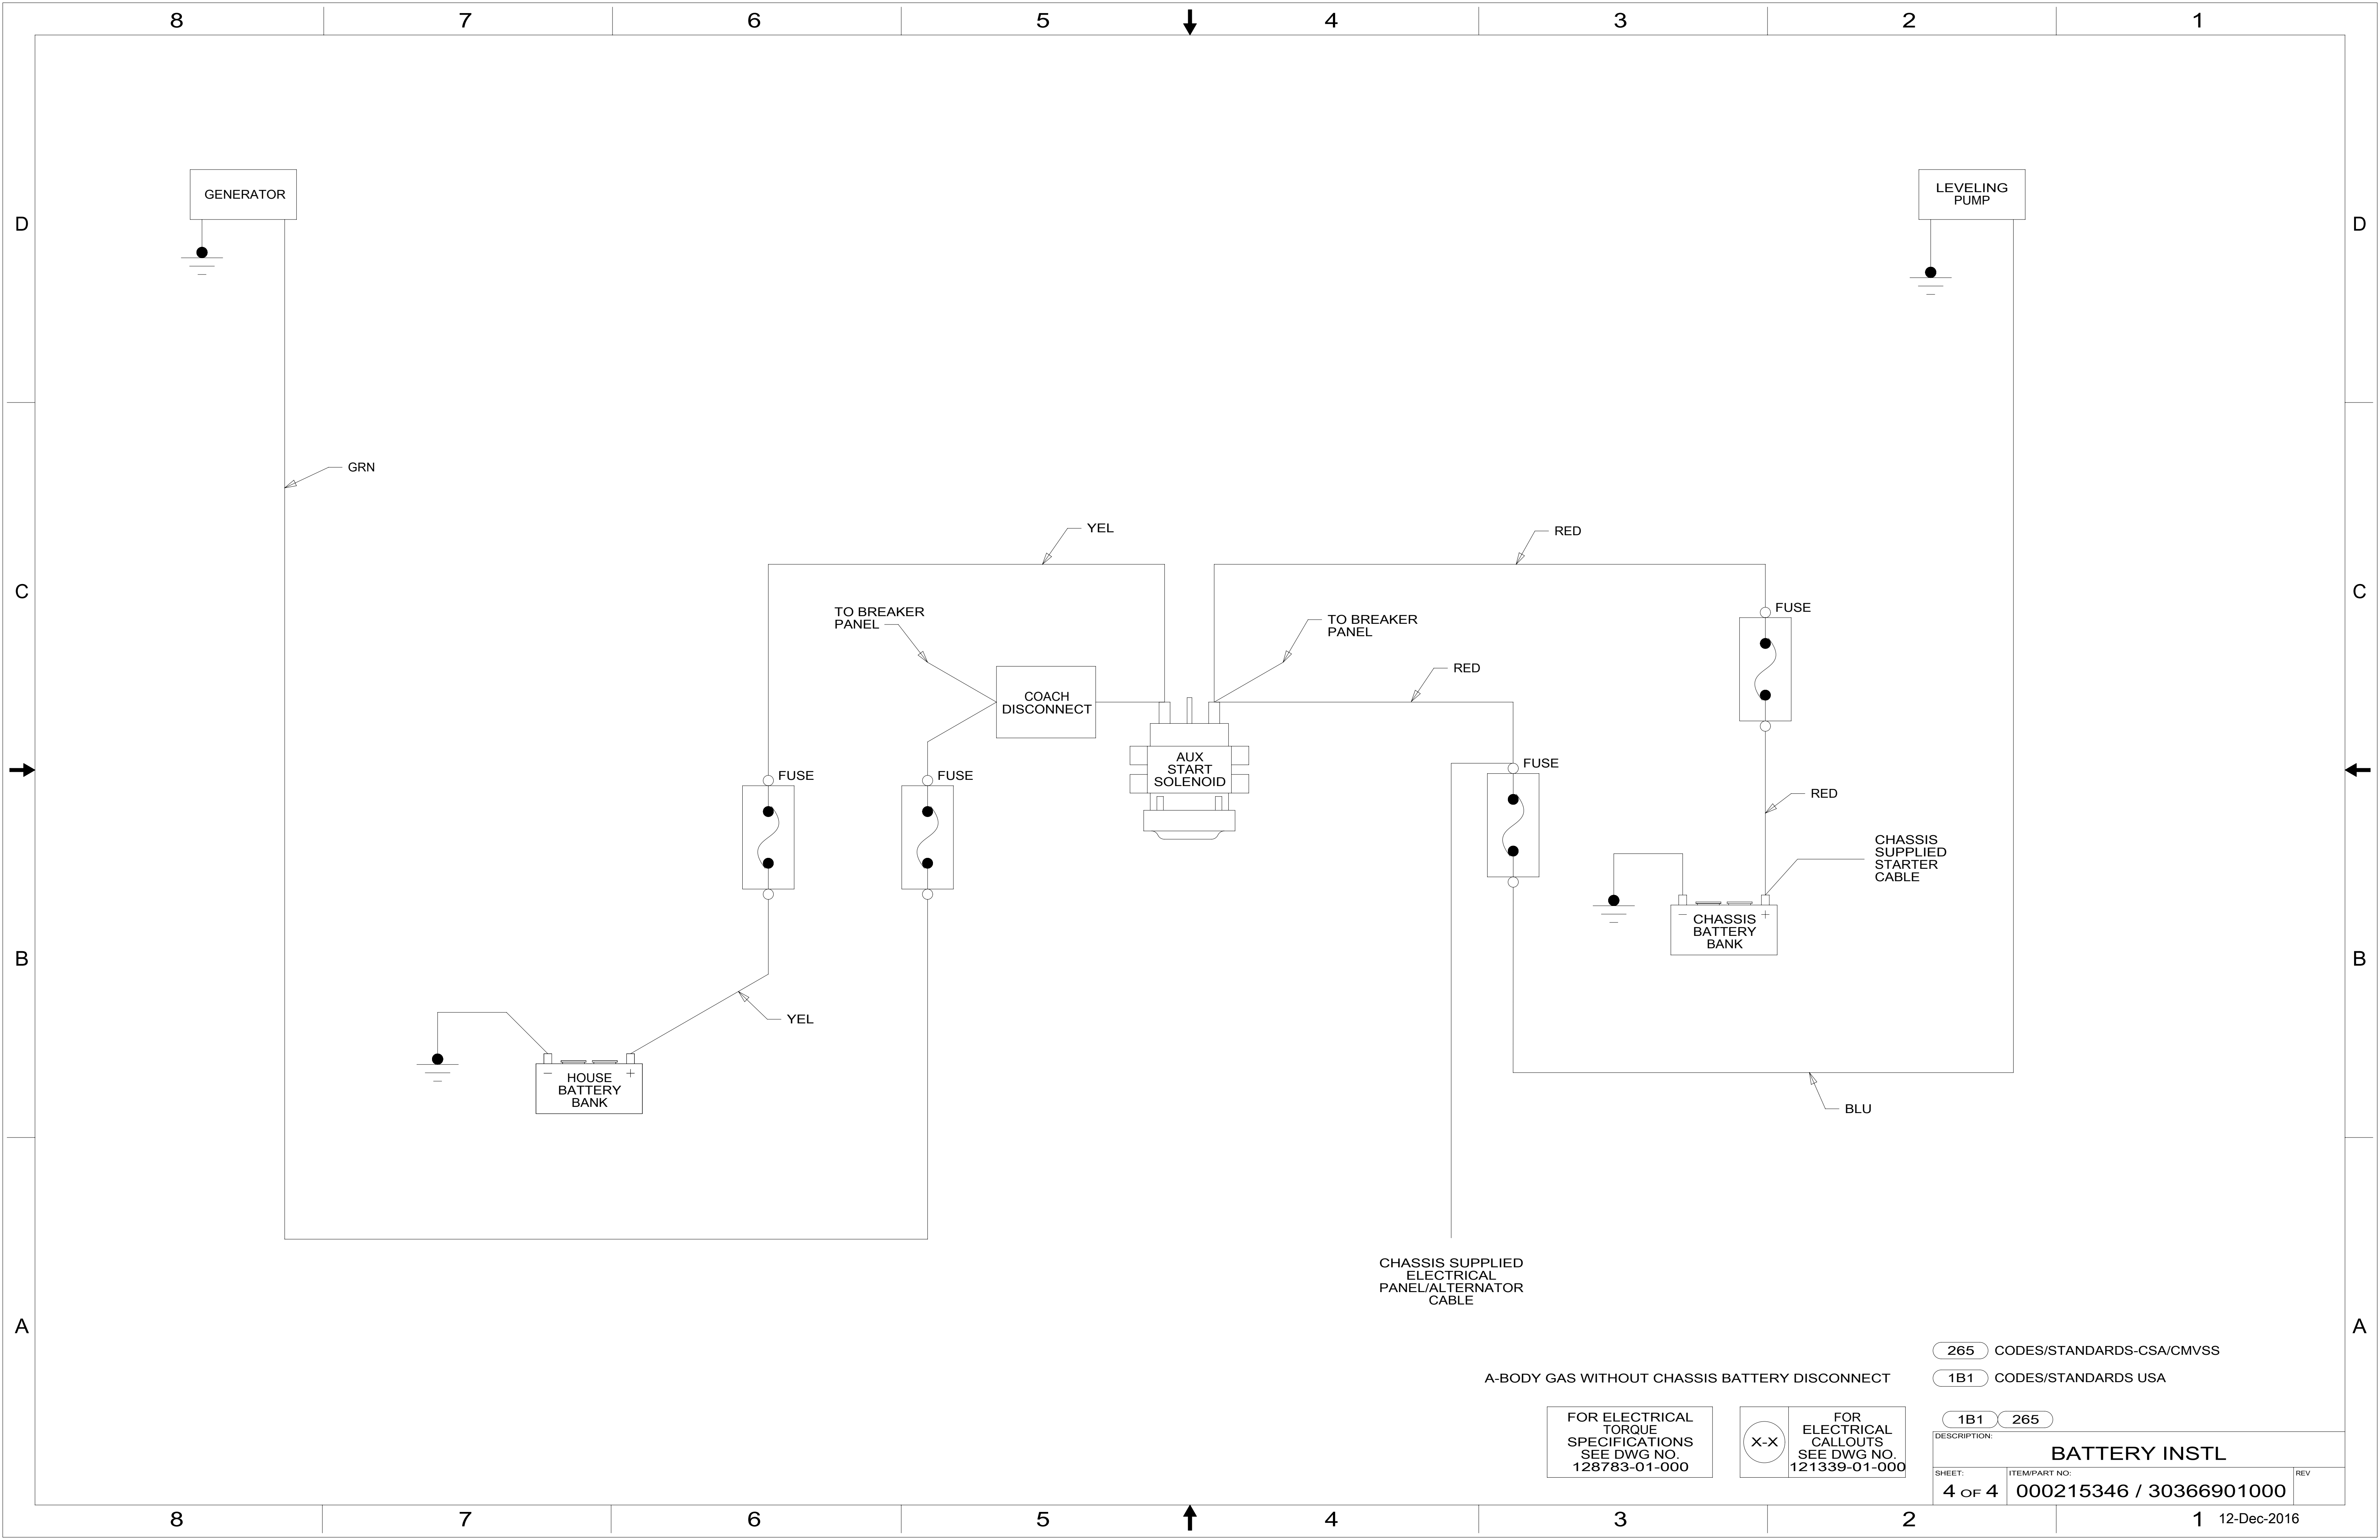 8 7 6 5 4 3 2 1
GENERATOR
LEVELING
PUMP
D D
GRN
YEL
RED
C C
TO BREAKER
PANEL
TO BREAKER
PANEL
FUSE
RED
COACH
DISCONNECT
AUX
START
SOLENOID
FUSE
FUSE
FUSE
RED
CHASSIS
SUPPLIED
STARTER
CABLE
− +
CHASSIS
BATTERY
BANK
B B
YEL
− +
HOUSE
BATTERY
BANK
BLU
CHASSIS SUPPLIED
ELECTRICAL
PANEL/ALTERNATOR
CABLE
A A
265 CODES/STANDARDS-CSA/CMVSS
A-BODY GAS WITHOUT CHASSIS BATTERY DISCONNECT
1B1 CODES/STANDARDS USA
FOR ELECTRICAL
TORQUE
SPECIFICATIONS
SEE DWG NO.
128783-01-000
X-X
FOR
ELECTRICAL
CALLOUTS
SEE DWG NO.
121339-01-000
1B1 265
DESCRIPTION:
BATTERY INSTL
SHEET:
4 OF 4
ITEM/PART NO:
000215346 / 30366901000
REV
8 7 6 5 4 3 2 1
12-Dec-2016